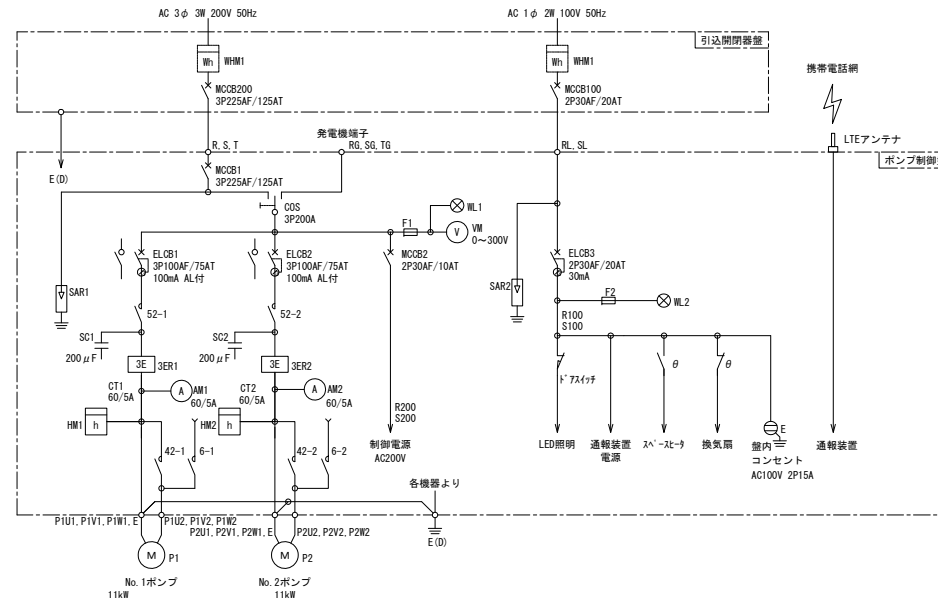 AC 3φ 3W 200V 50Hz
AC 1φ 2W 100V 50Hz
引込開閉器盤
Wh
WHM1
Wh
WHM1
携帯電話網
MCCB200
3P225AF/125AT
MCCB100
2P30AF/20AT
発電機端子
LTEアンテナ
R, S, T
RG, SG, TG
RL, SL
ポンプ制御
E(D)
MCCB1
3P225AF/125AT
COS
3P200A
F1
WL1
V
VM
0～300V
ELCB1
3P100AF/75AT
100mA AL付
ELCB2
3P100AF/75AT
100mA AL付
MCCB2
2P30AF/10AT
ELCB3
2P30AF/20AT
30mA
SAR1
SAR2
F2
WL2
52-1
52-2
R100
S100
SC1
200μF
SC2
200μF
3E
3ER1
3E
3ER2
θ
θ
ドアスイッチ
CT1
60/5A
A
AM1
60/5A
CT2
60/5A
A
AM2
60/5A
R200
S200
HM1
h
HM2
h
E
制御電源
AC200V
LED照明
通報装置
電源
スペースヒータ
換気扇
盤内
コンセント
AC100V 2P15A
通報装置
42-1
6-1
42-2
6-2
各機器より
P1U1, P1V1, P1W1, E
P1U2, P1V2, P1W2
P2U1, P2V1, P2W1, E
P2U2, P2V2, P2W2
E(D)
M
P1
M
P2
No. 1ポンプ
11kW
No. 2ポンプ
11kW